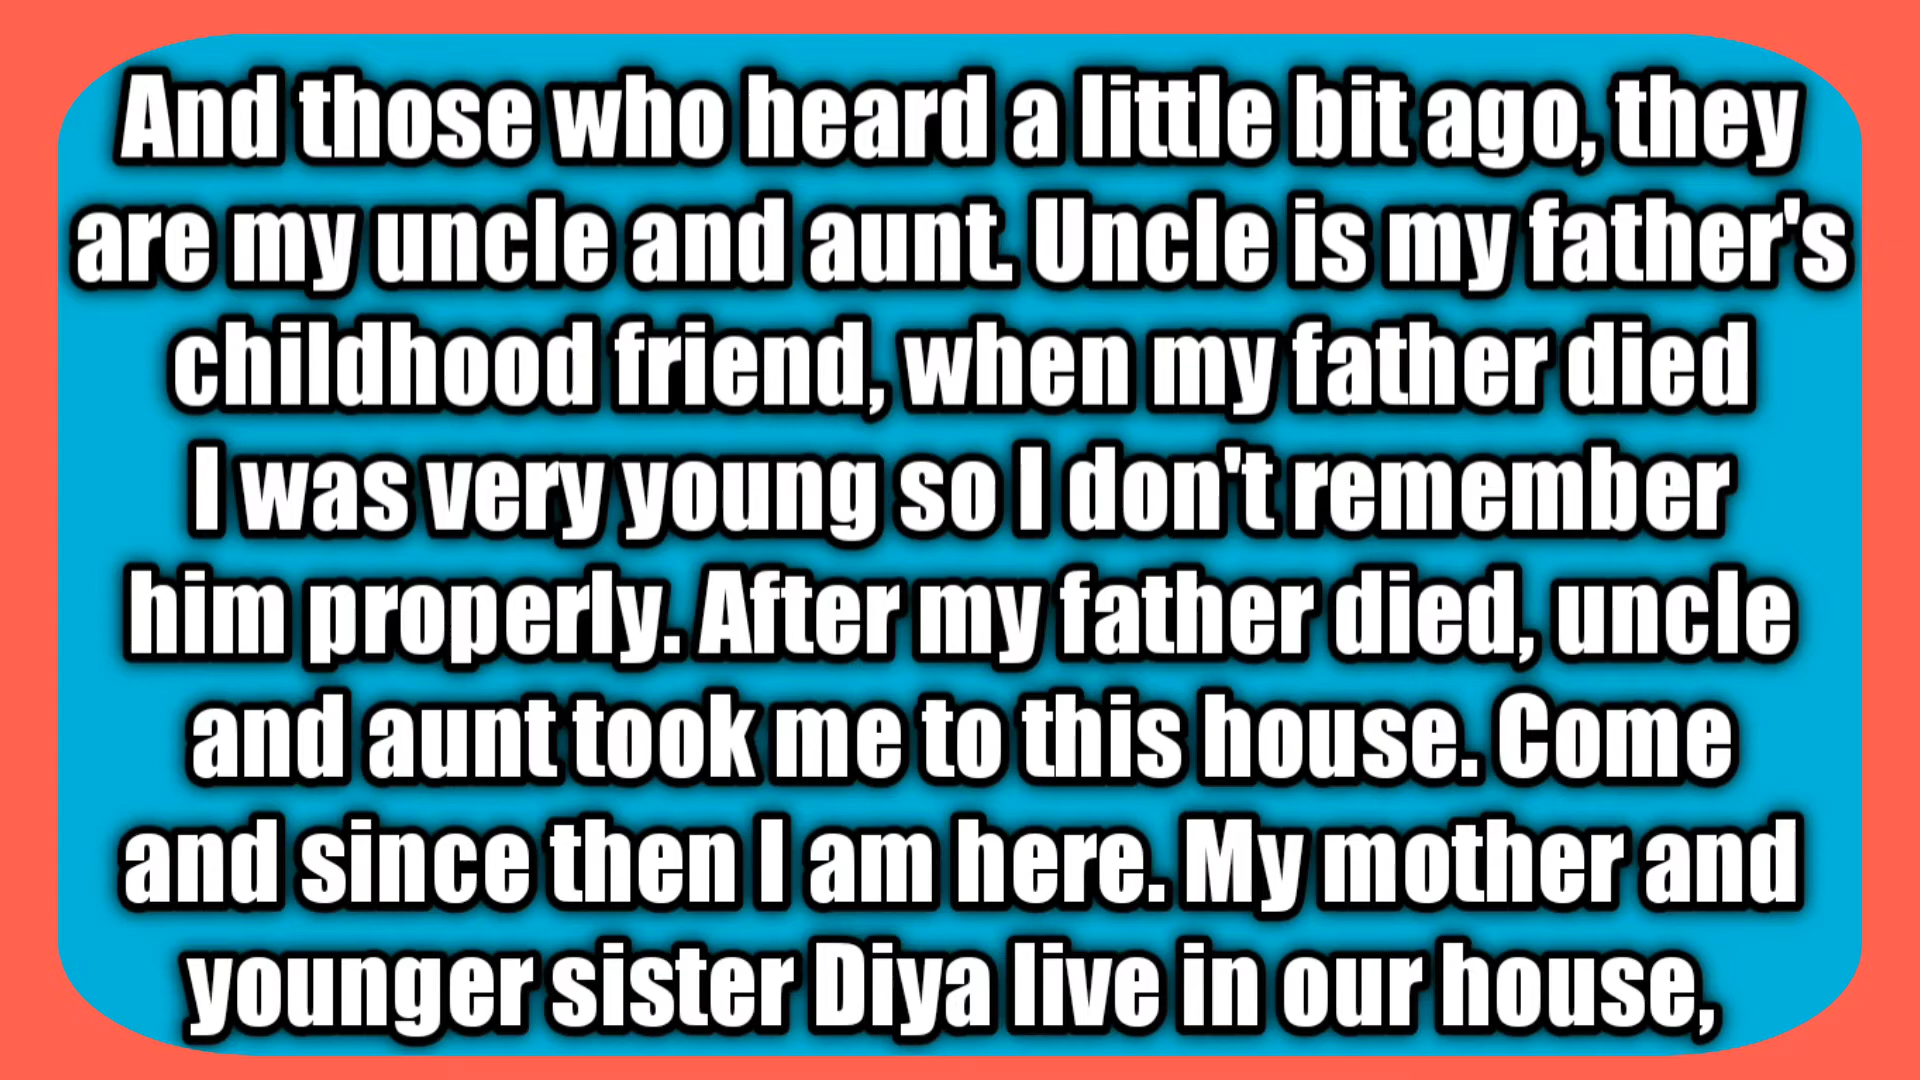 And those who heard a little bit ago, they
are my uncle and aunt. Uncle is my father's
childhood friend, when my father died
I was very young so I don't remember
him properly. After my father died, uncle
and aunt took me to this house. Come
and since then I am here. My mother and
younger sister Diya live in our house,